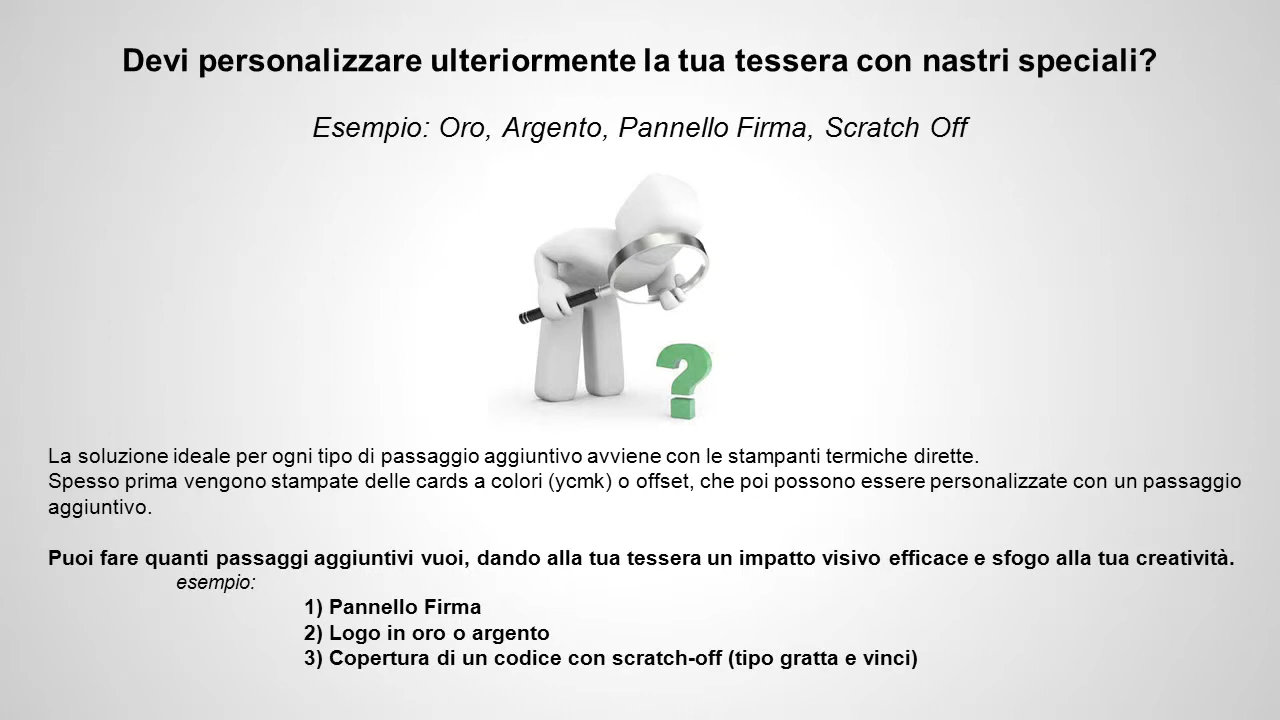 Devi personalizzare ulteriormente la tua tessera con nastri speciali?
Esempio: Oro, Argento, Pannello Firma, Scratch Off
?
La soluzione ideale per ogni tipo di passaggio aggiuntivo avviene con le stampanti termiche dirette.
Spesso prima vengono stampate delle cards a colori (ycmk) o offset, che poi possono essere personalizzate con un passaggio
aggiuntivo.
Puoi fare quanti passaggi aggiuntivi vuoi, dando alla tua tessera un impatto visivo efficace e sfogo alla tua creatività.
esempio:
1) Pannello Firma
2) Logo in oro o argento
3) Copertura di un codice con scratch-off (tipo gratta e vinci)